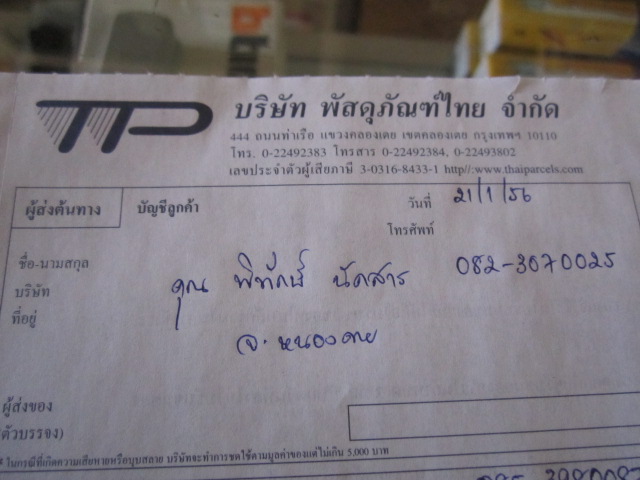 TP บริษัท พัสดุภัณฑ์ไทย จำกัด
444 ถนนท่าเรือ แขวงคลองเตย เขตคลองเตย กรุงเทพฯ 10110
โทร. 0-22492383 โทรสาร 0-22492384, 0-22493802
เลขประจำตัวผู้เสียภาษี 3-0316-8433-1 http//:www.thaiparcels.com
ผู้ส่งต้นทาง บัญชีลูกค้า วันที่ 21/1/56
โทรศัพท์
ชื่อ-นามสกุล คุณ พิทักษ์ นัดสาร 082-3070025
บริษัท
ที่อยู่ จ.หนองคาย
ผู้ส่งของ
(ตัวบรรจง)
* ในกรณีที่เกิดความเสียหายหรือบุบสลาย บริษัทจะทำการชดใช้ตามมูลค่าของแต่ไม่เกิน 5,000 บาท